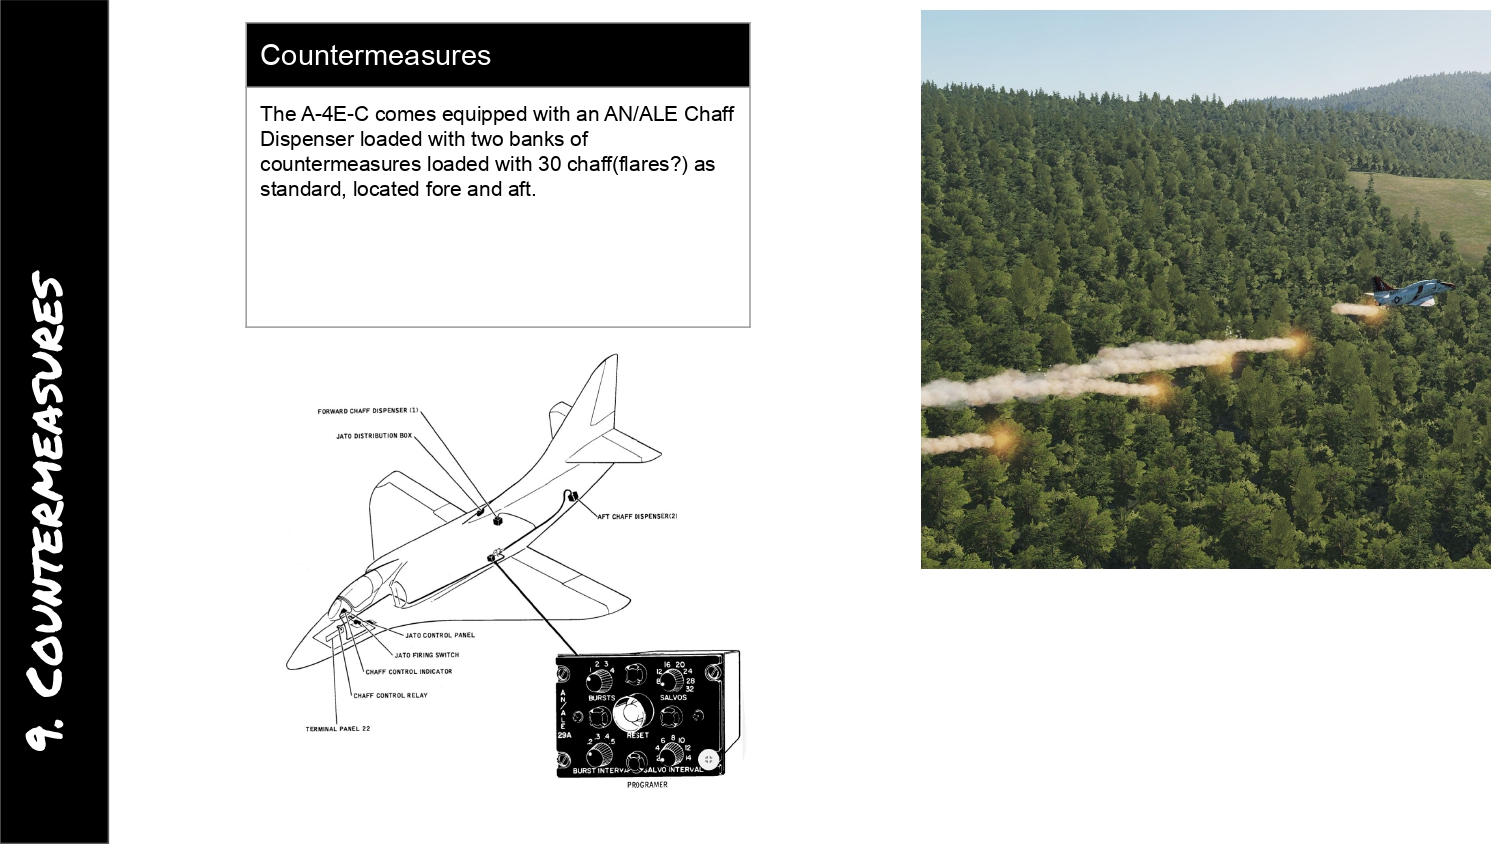 9. COUNTERMEASURES
Countermeasures
The A-4E-C comes equipped with an AN/ALE Chaff
Dispenser loaded with two banks of
countermeasures loaded with 30 chaff(flares?) as
standard, located fore and aft.
FORWARD CHAFF DISPENSER (1)
JATO DISTRIBUTION BOX
AFT CHAFF DISPENSER(2)
JATO CONTROL PANEL
JATO FIRING SWITCH
CHAFF CONTROL INDICATOR
CHAFF CONTROL RELAY
TERMINAL PANEL 22
1 2 3 4
BURSTS
8 12 16 20 24 28 32
SALVOS
AN/ALE
29A
RESET
.2 .3 .4 .5
BURST INTERVAL
2 4 6 8 10 12 14
SALVO INTERVAL
PROGRAMER